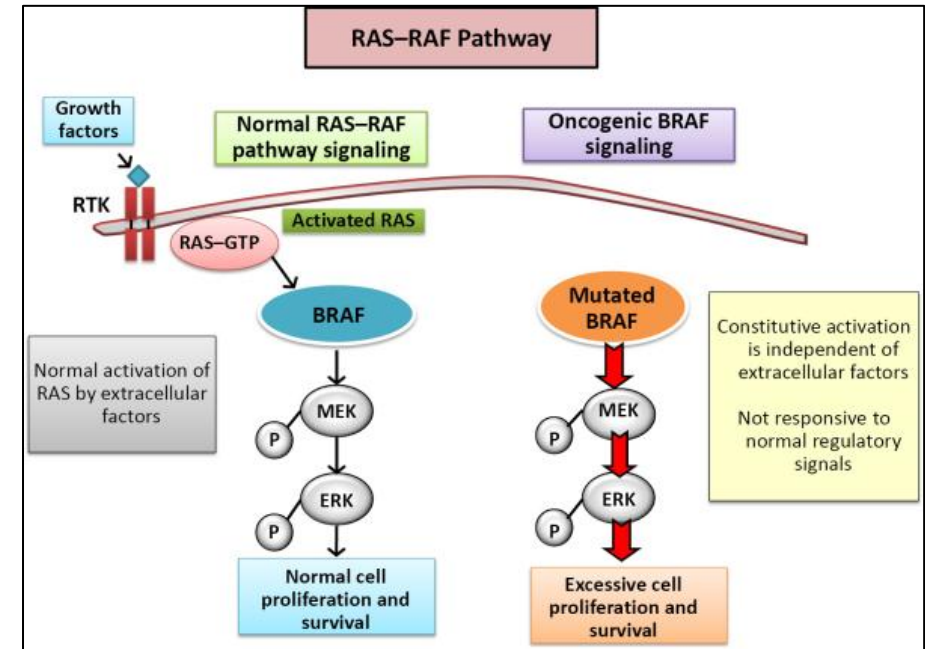 RAS–RAF Pathway
Growth
factors
Normal RAS–RAF
pathway signaling
Oncogenic BRAF
signaling
RTK
Activated RAS
RAS–GTP
BRAF
Mutated
BRAF
Normal activation of
RAS by extracellular
factors
Constitutive activation
is independent of
extracellular factors
Not responsive to
normal regulatory
signals
MEK
P
ERK
P
MEK
P
ERK
P
Normal cell
proliferation and
survival
Excessive cell
proliferation and
survival